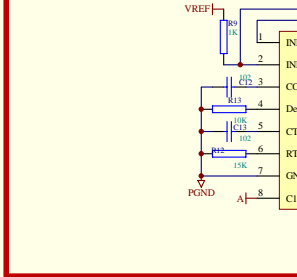 VREF
R9
1K
1 IN
2 IN
102
C12
3 CO
R13
4 De
10K
C13
5 CT
102
R12
6 RT
15K
7 GN
PGND
A 8 C1